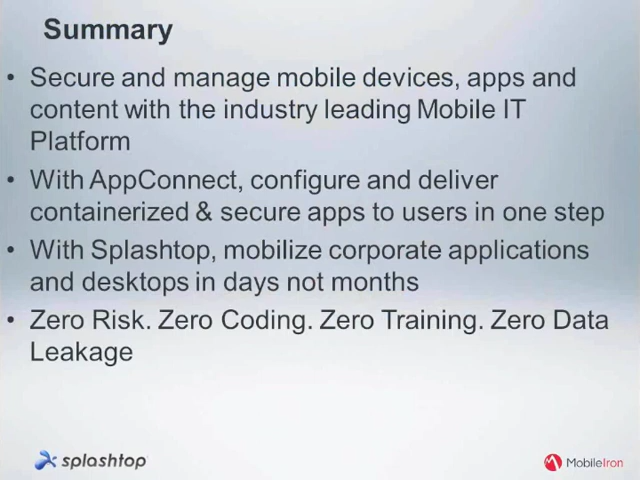 Summary
• Secure and manage mobile devices, apps and
content with the industry leading Mobile IT
Platform
• With AppConnect, configure and deliver
containerized & secure apps to users in one step
• With Splashtop, mobilize corporate applications
and desktops in days not months
• Zero Risk. Zero Coding. Zero Training. Zero Data
Leakage
splashtop
MobileIron